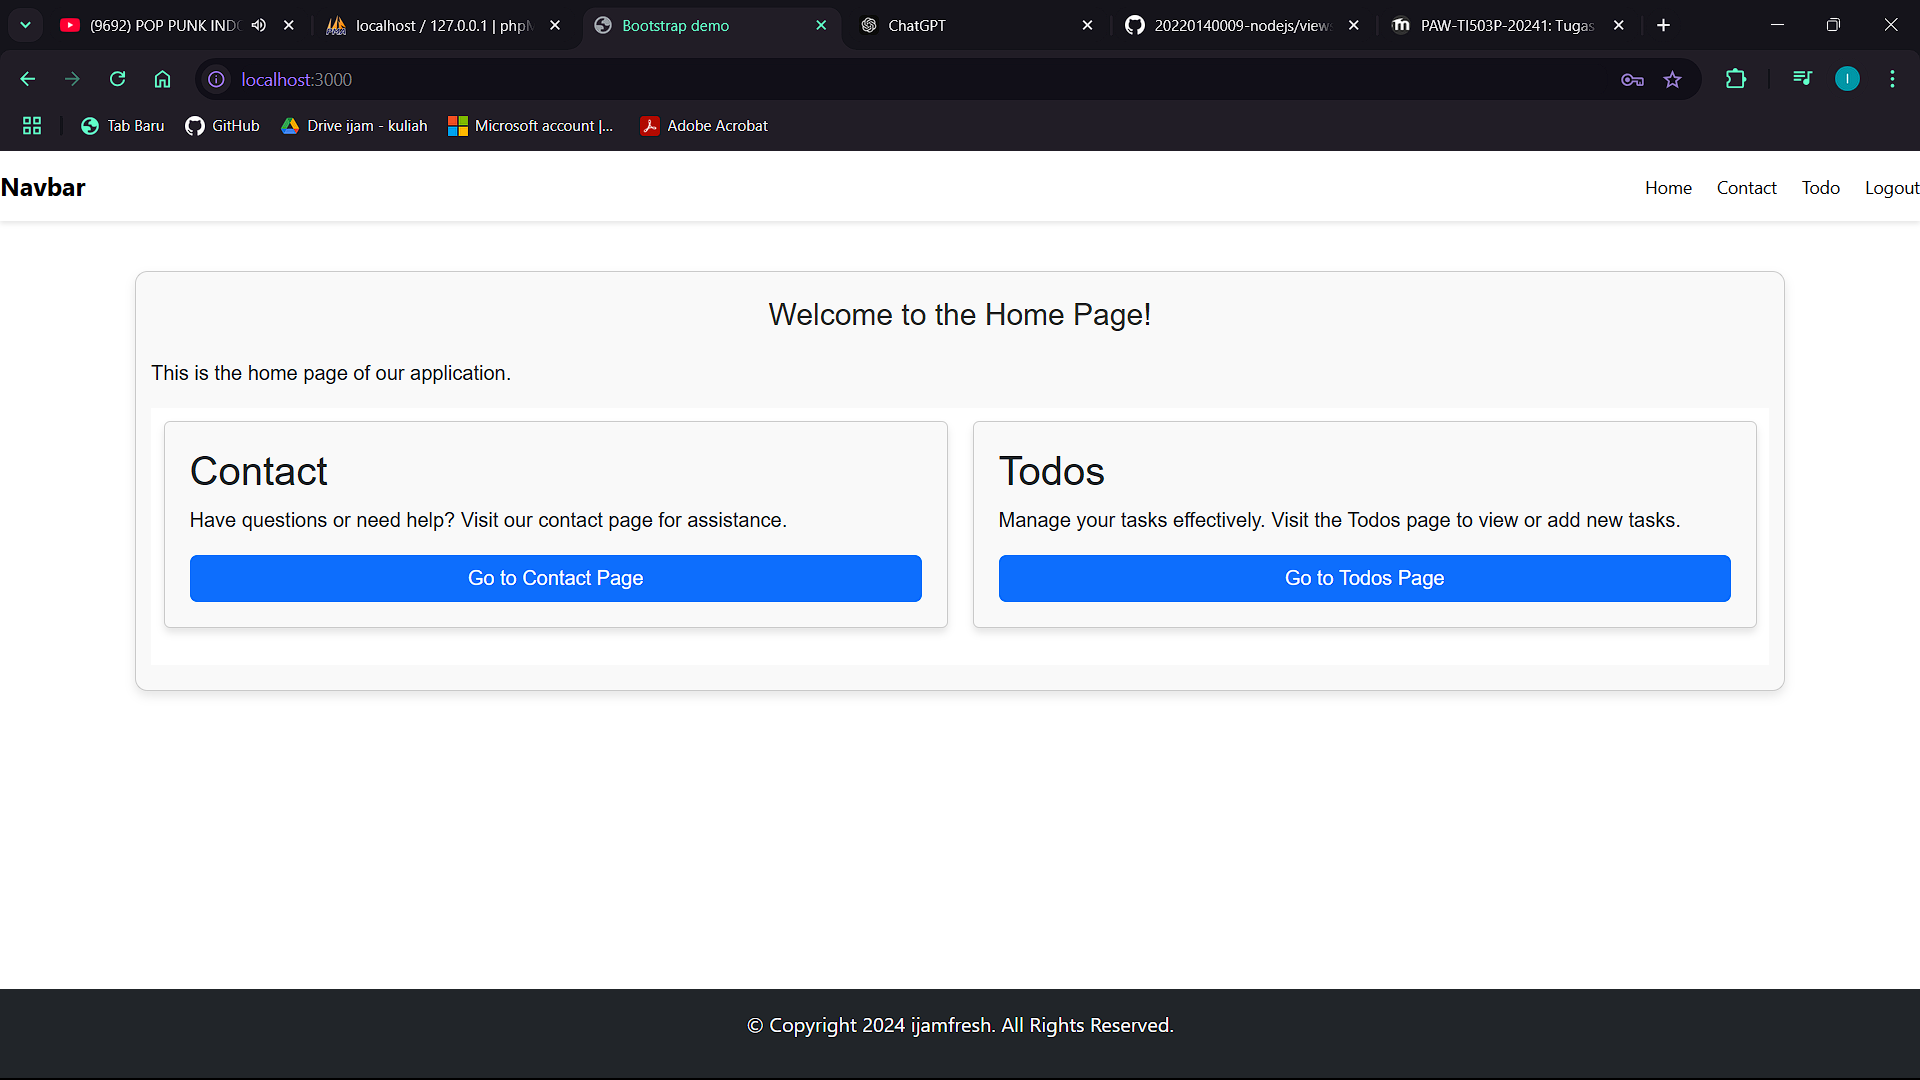 (9692) POP PUNK INDO
localhost / 127.0.0.1 | phpM
Bootstrap demo
ChatGPT
20220140009-nodejs/views
PAW-TI503P-20241: Tugas
localhost:3000
I
Tab Baru
GitHub
Drive ijam - kuliah
Microsoft account |...
Adobe Acrobat
Navbar
Home
Contact
Todo
Logout
Welcome to the Home Page!
This is the home page of our application.
Contact
Have questions or need help? Visit our contact page for assistance.
Go to Contact Page
Todos
Manage your tasks effectively. Visit the Todos page to view or add new tasks.
Go to Todos Page
© Copyright 2024 ijamfresh. All Rights Reserved.